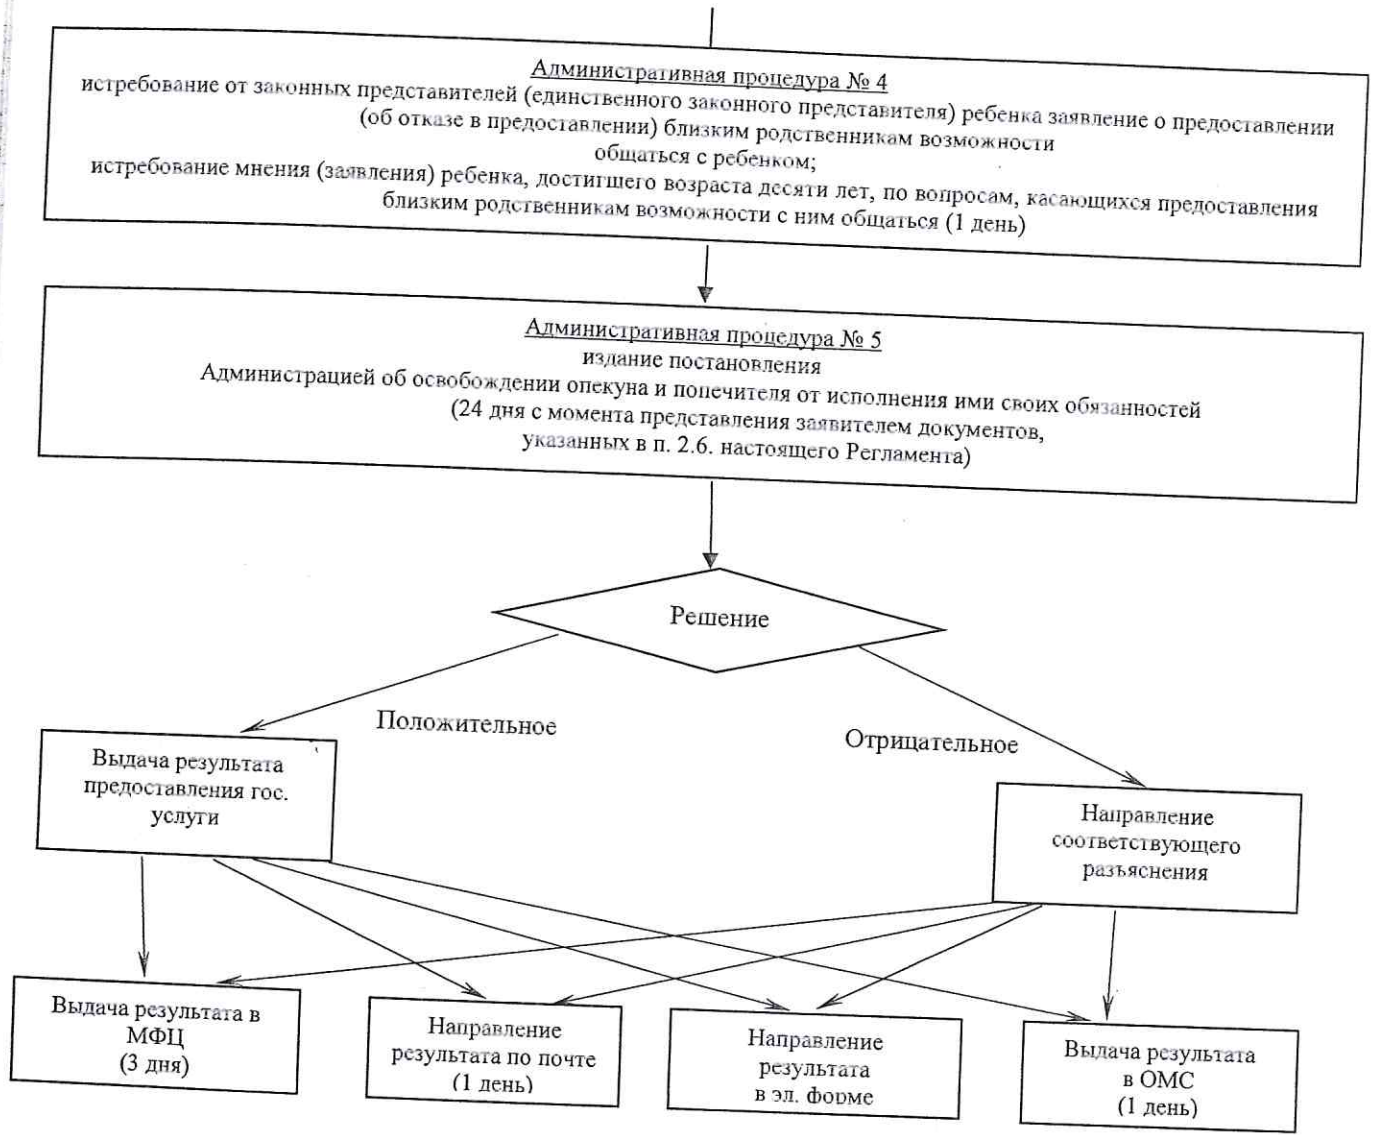 Административная процедура № 4
истребование от законных представителей (единственного законного представителя) ребенка заявление о предоставлении
(об отказе в предоставлении) близким родственникам возможности
общаться с ребенком;
истребование мнения (заявления) ребенка, достигшего возраста десяти лет, по вопросам, касающихся предоставления
близким родственникам возможности с ним общаться (1 день)
Административная процедура № 5
издание постановления
Администрацией об освобождении опекуна и попечителя от исполнения ими своих обязанностей
(24 дня с момента представления заявителем документов,
указанных в п. 2.6. настоящего Регламента)
Решение
Положительное
Отрицательное
Выдача результата
предоставления гос.
услуги
Направление
соответствующего
разъяснения
Выдача результата в
МФЦ
(3 дня)
Направление
результата по почте
(1 день)
Направление
результата
в эл. форме
Выдача результата
в ОМС
(1 день)